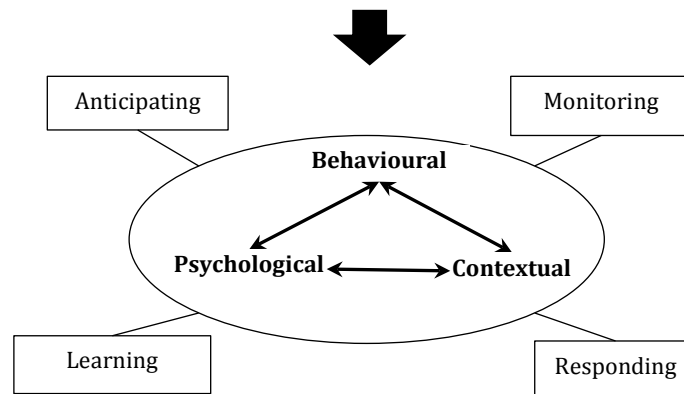 Anticipating
Monitoring
Behavioural
Psychological
Contextual
Learning
Responding